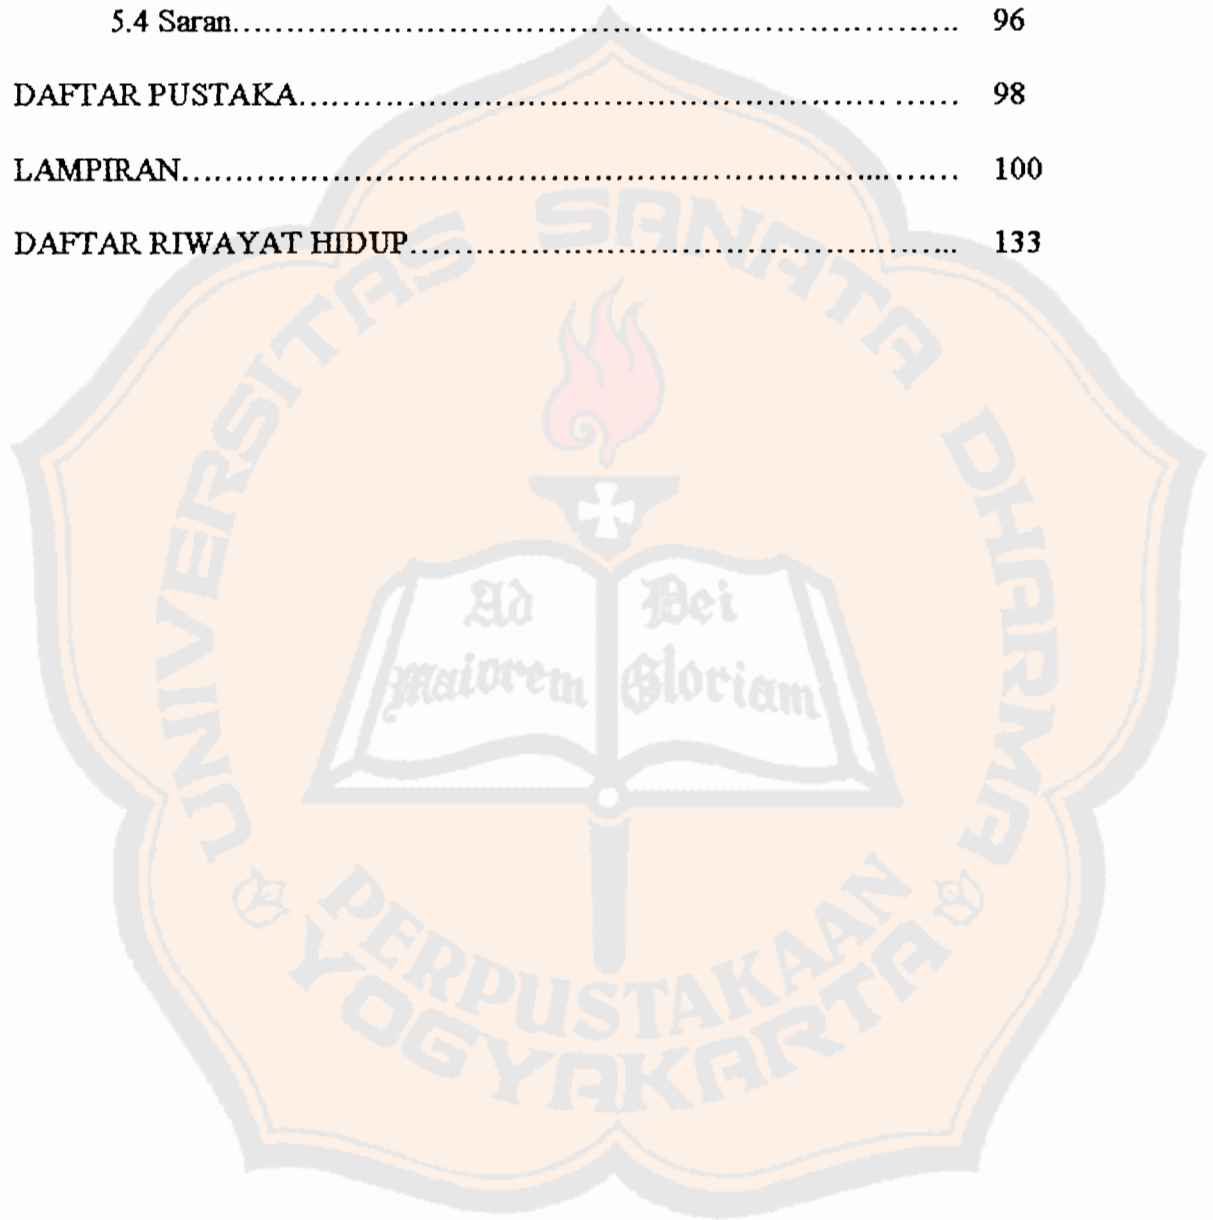 5.4 Saran........................................................................ 96
DAFTAR PUSTAKA......................................................... ...... 98
LAMPIRAN..................................................................... ....... 100
DAFTAR RIWAYAT HIDUP..................................................... 133
UNIVERSITAS SANATA DHARMA
Ad Dei
Maiorem Gloriam
PERPUSTAKAAN
YOGYAKARTA